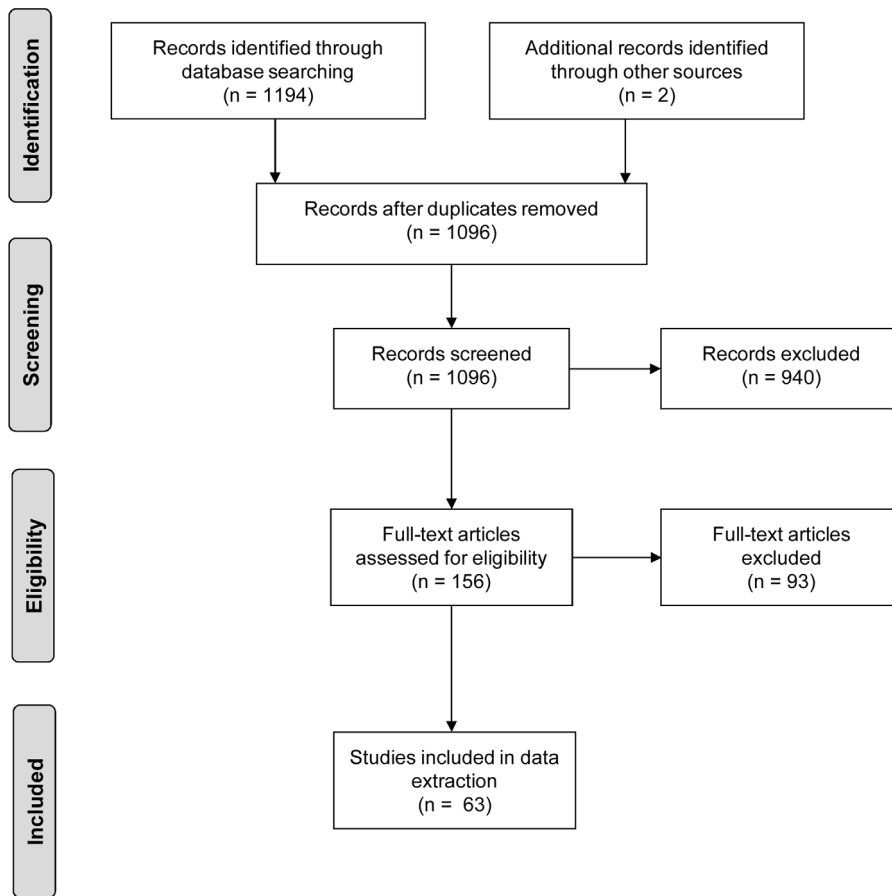 Identification
Records identified through
database searching
(n = 1194)
Additional records identified
through other sources
(n = 2)
Records after duplicates removed
(n = 1096)
Screening
Records screened
(n = 1096)
Records excluded
(n = 940)
Eligibility
Full-text articles
assessed for eligibility
(n = 156)
Full-text articles
excluded
(n = 93)
Included
Studies included in data
extraction
(n = 63)